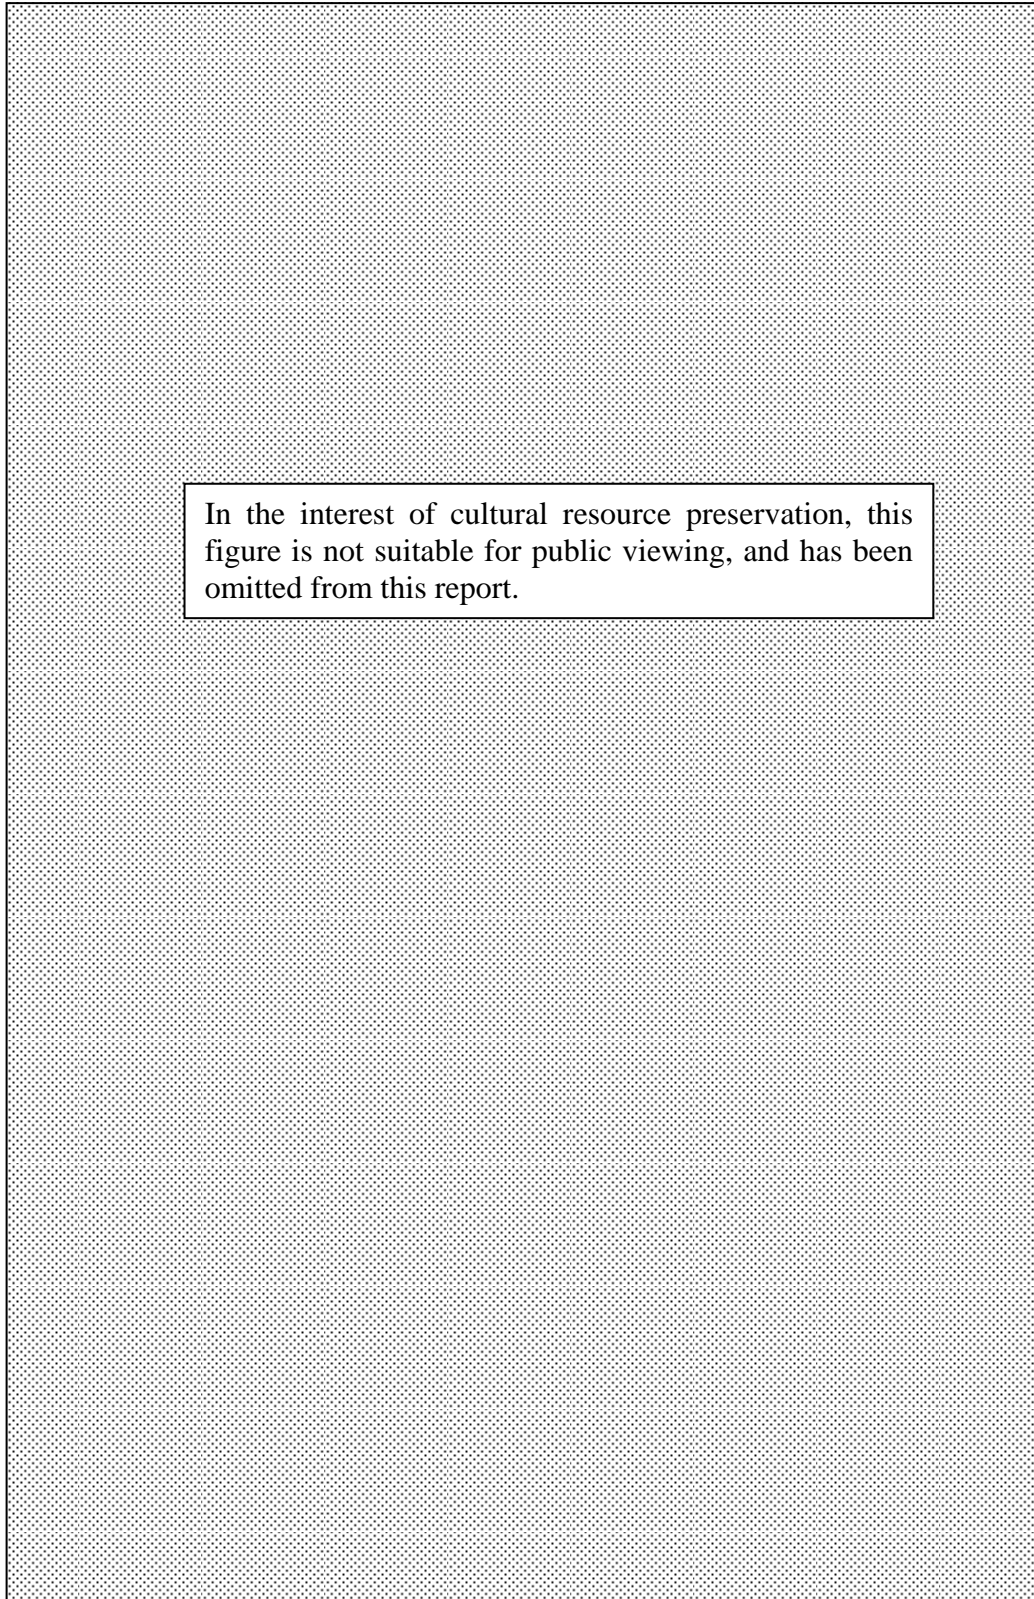 In the interest of cultural resource preservation, this
figure is not suitable for public viewing, and has been
omitted from this report.